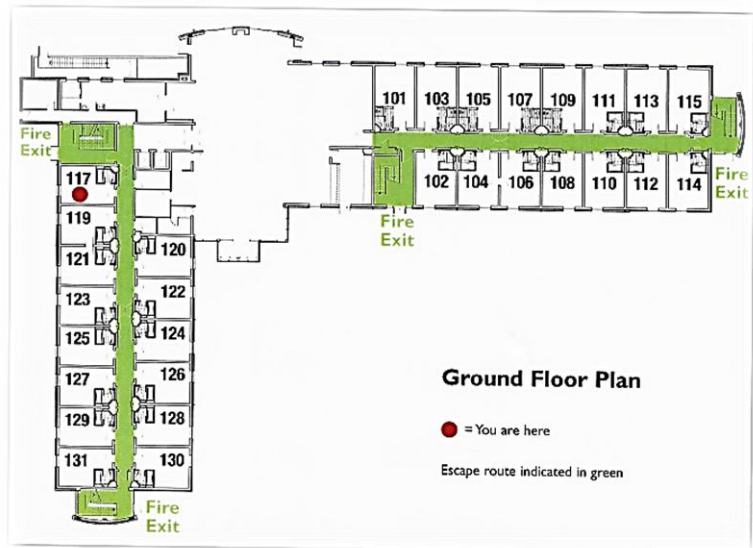 101 103 105 107 109 111 113 115
Fire
Exit
117
102 104 106 108 110 112 114
Fire
Exit
119
Fire
Exit
120
121
122
123
124
125
126
127
128
129
130
131
Ground Floor Plan
= You are here
Escape route indicated in green
Fire
Exit